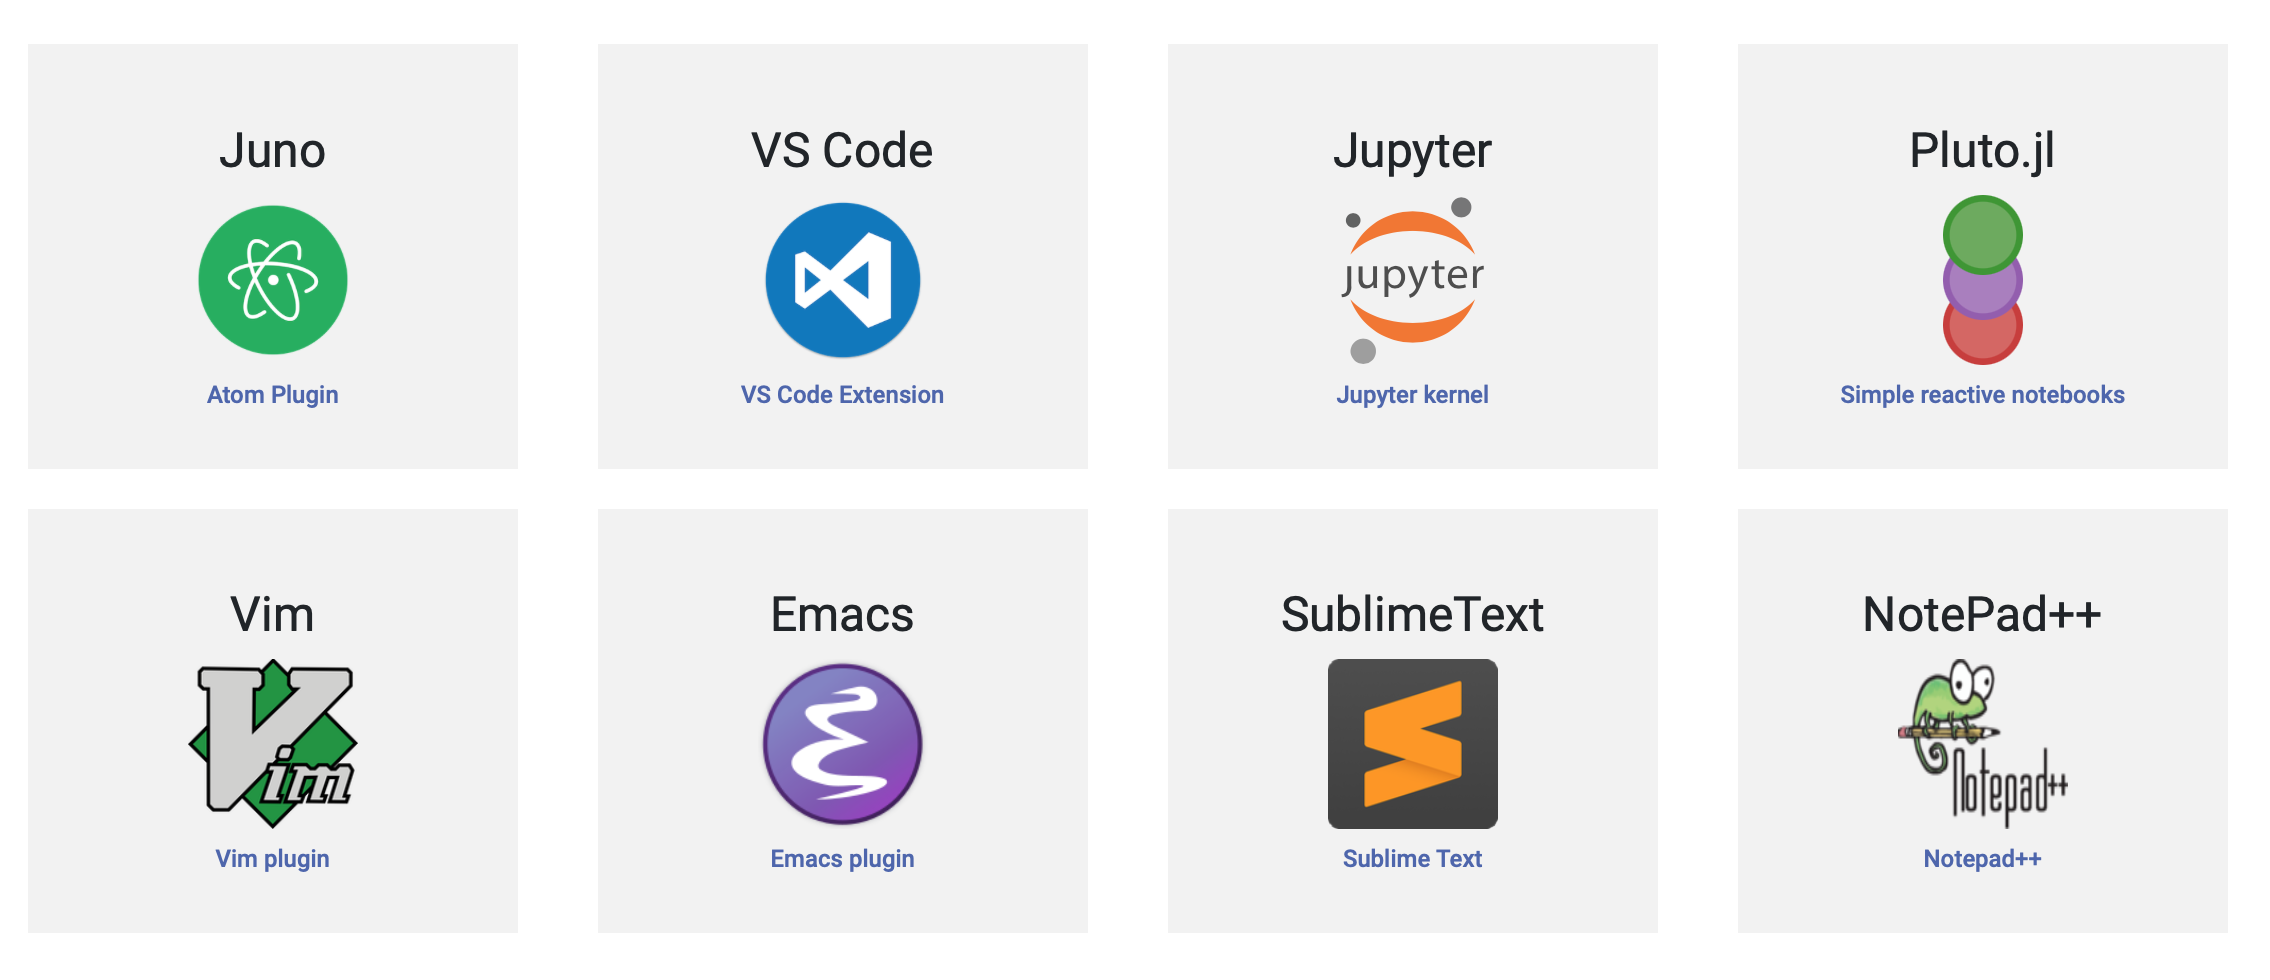 Juno
Atom Plugin
VS Code
VS Code Extension
Jupyter
jupyter
Jupyter kernel
Pluto.jl
Simple reactive notebooks
Vim
Vim
Vim plugin
Emacs
Emacs plugin
SublimeText
Sublime Text
NotePad++
Notepad++
Notepad++